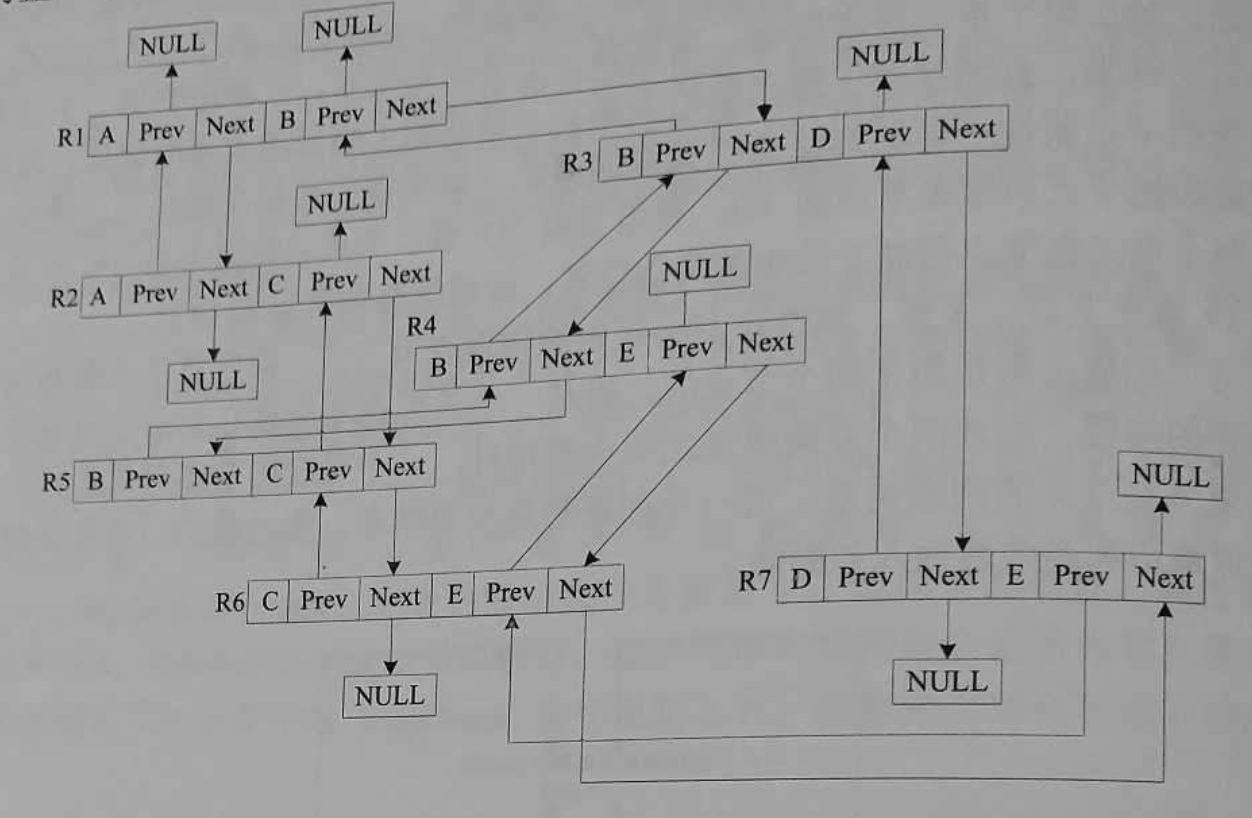 NULL
NULL
NULL
R1 A Prev Next B Prev Next
R3 B Prev Next D Prev Next
NULL
R2 A Prev Next C Prev Next
NULL
R4
B Prev Next E Prev Next
NULL
R5 B Prev Next C Prev Next
NULL
R6 C Prev Next E Prev Next
R7 D Prev Next E Prev Next
NULL
NULL